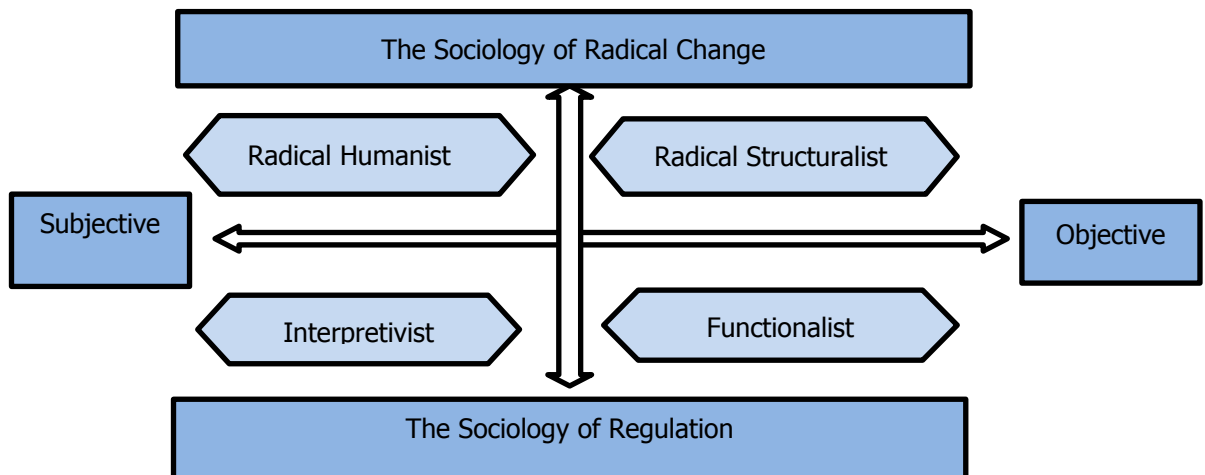 The Sociology of Radical Change
Radical Humanist
Radical Structuralist
Subjective
Objective
Interpretivist
Functionalist
The Sociology of Regulation